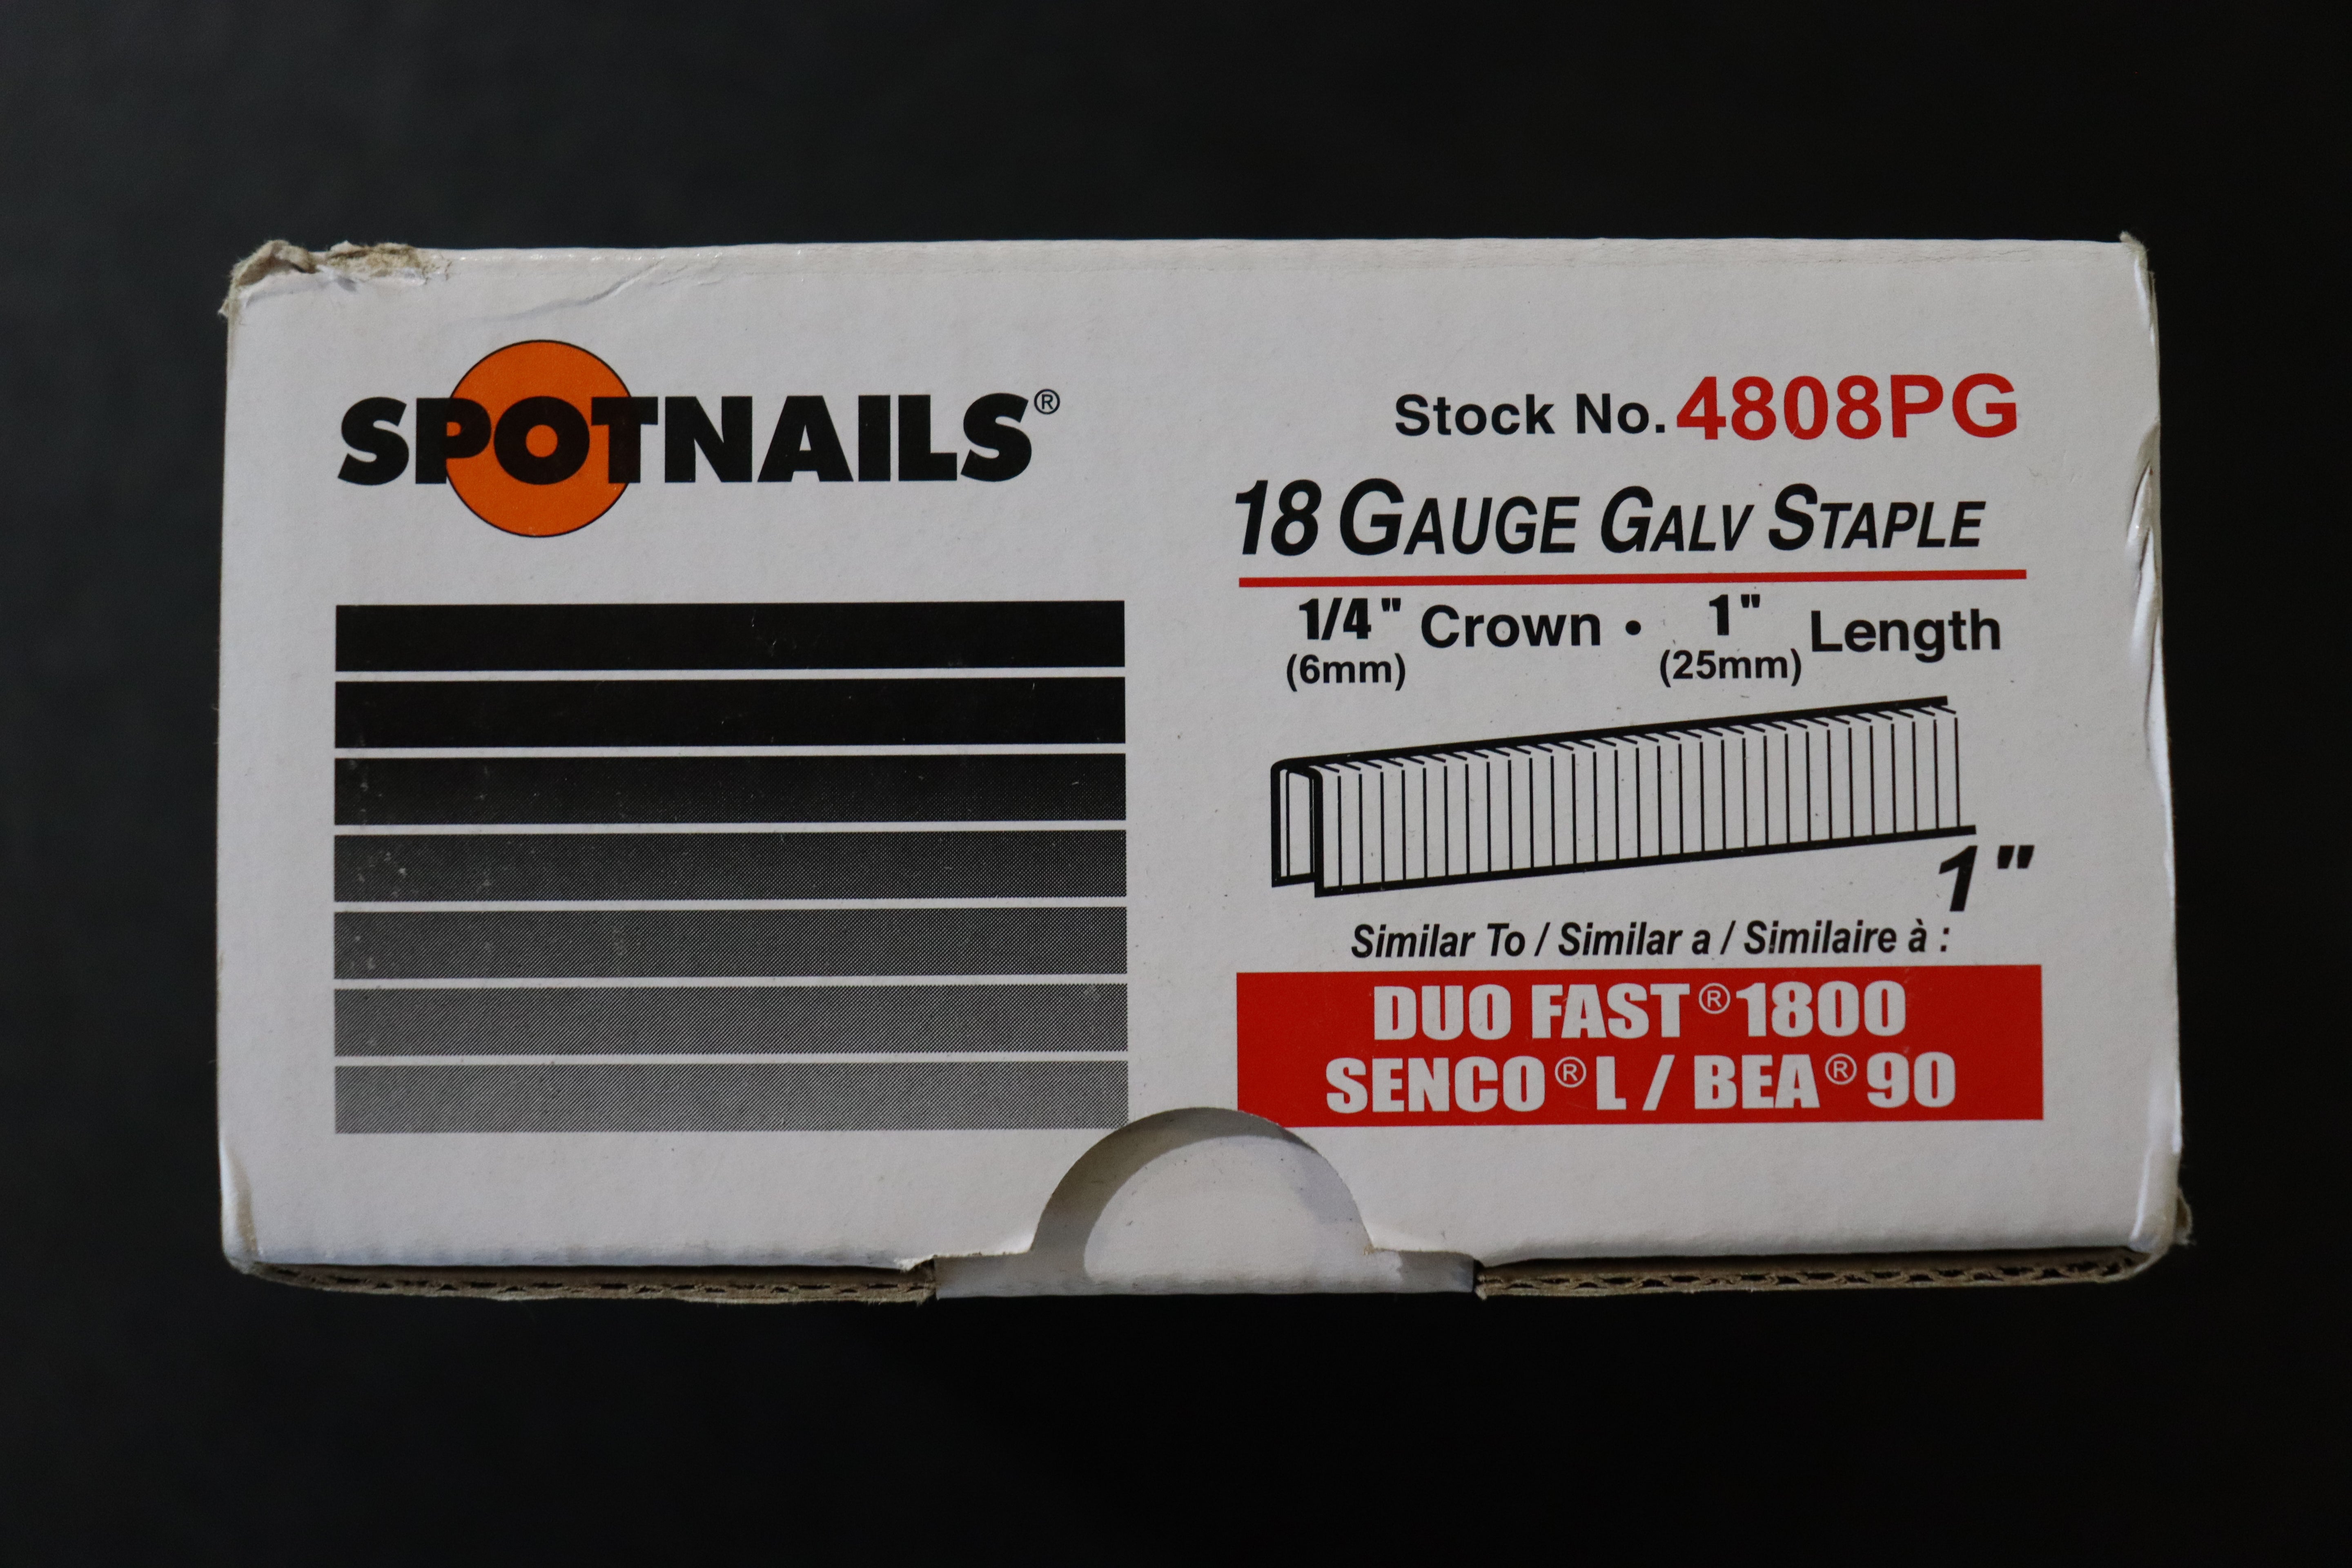 SPOTNAILS®
Stock No. 4808PG
18 GAUGE GALV STAPLE
1/4" Crown • 1" Length
(6mm) (25mm)
1"
Similar To / Similar a / Similaire à :
DUO FAST® 1800
SENCO® L / BEA® 90